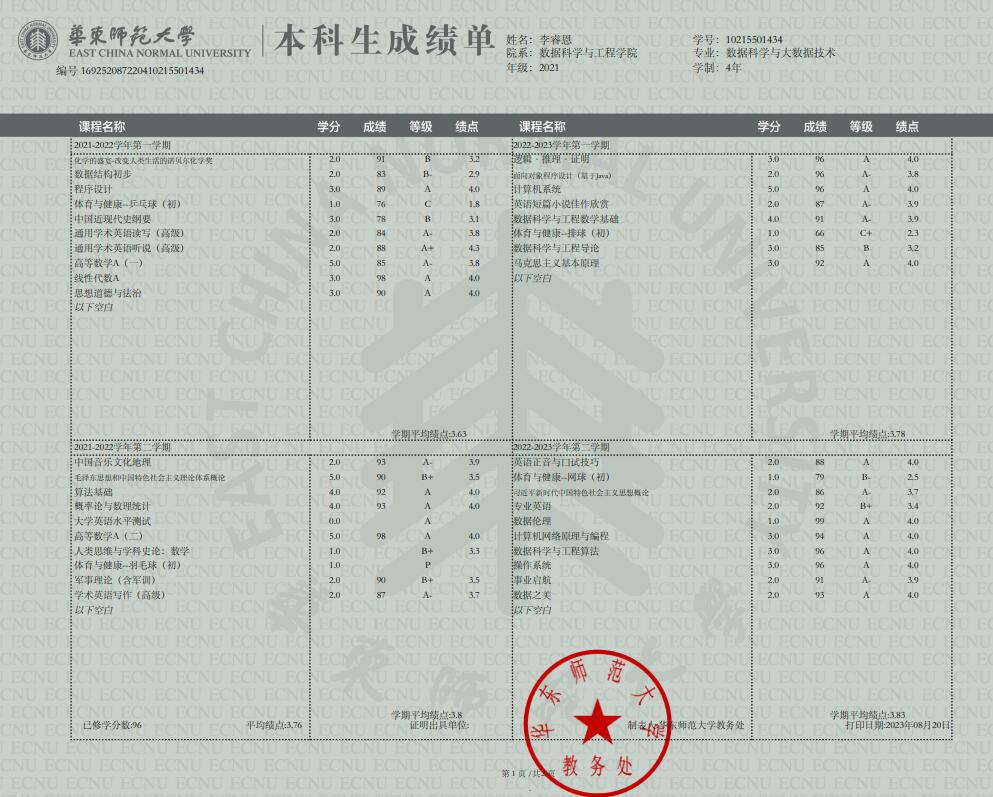 華東師範大學
EAST CHINA NORMAL UNIVERSITY
本科生成绩单
编号 169252087220410215501434
姓名: 李睿恩
学号: 10215501434
院系: 数据科学与工程学院
专业: 数据科学与大数据技术
年级: 2021
学制: 4年
课程名称 学分 成绩 等级 绩点 课程名称 学分 成绩 等级 绩点
2021-2022学年第一学期
化学的盛宴-改变人类生活的诺贝尔化学奖 2.0 91 B 3.2
数据结构初步 2.0 83 B- 2.9
程序设计 3.0 89 A 4.0
体育与健康--乒乓球（初） 1.0 76 C 1.8
中国近现代史纲要 3.0 78 B 3.1
通用学术英语读写（高级） 2.0 84 A- 3.8
通用学术英语听说（高级） 2.0 88 A+ 4.3
高等数学A（一） 5.0 85 A- 3.8
线性代数A 3.0 98 A 4.0
思想道德与法治 3.0 90 A 4.0
以下空白
学期平均绩点:3.63
2022-2023学年第一学期
逻辑·推理·证明 3.0 96 A 4.0
面向对象程序设计（基于Java） 2.0 96 A- 3.8
计算机系统 5.0 96 A 4.0
英语短篇小说佳作欣赏 2.0 87 A- 3.9
数据科学与工程数学基础 4.0 91 A- 3.9
体育与健康--排球（初） 1.0 66 C+ 2.3
数据科学与工程导论 3.0 85 B 3.2
马克思主义基本原理 3.0 92 A 4.0
以下空白
学期平均绩点:3.78
2021-2022学年第二学期
中国音乐文化地理 2.0 93 A- 3.9
毛泽东思想和中国特色社会主义理论体系概论 5.0 90 B+ 3.5
算法基础 4.0 92 A 4.0
概率论与数理统计 4.0 93 A 4.0
大学英语水平测试 0.0 A
高等数学A（二） 5.0 98 A 4.0
人类思维与学科史论: 数学 1.0 B+ 3.3
体育与健康--羽毛球（初） 1.0 P
军事理论（含军训） 2.0 90 B+ 3.5
学术英语写作（高级） 2.0 87 A- 3.7
以下空白
学期平均绩点:3.8
2022-2023学年第二学期
英语正音与口试技巧 2.0 88 A 4.0
体育与健康--网球（初） 1.0 79 B- 2.5
习近平新时代中国特色社会主义思想概论 2.0 86 A- 3.7
专业英语 2.0 92 B+ 3.4
数据伦理 1.0 99 A 4.0
计算机网络原理与编程 3.0 94 A 4.0
数据科学与工程算法 3.0 96 A 4.0
操作系统 3.0 96 A 4.0
事业启航 2.0 91 A- 3.9
数据之美 2.0 93 A 4.0
以下空白
学期平均绩点:3.83
已修学分数:96 平均绩点:3.76 证明出具单位: 制表人:华东师范大学教务处 打印日期:2023年08月20日
华东师范大学
教务处
第 1 页 /共 页